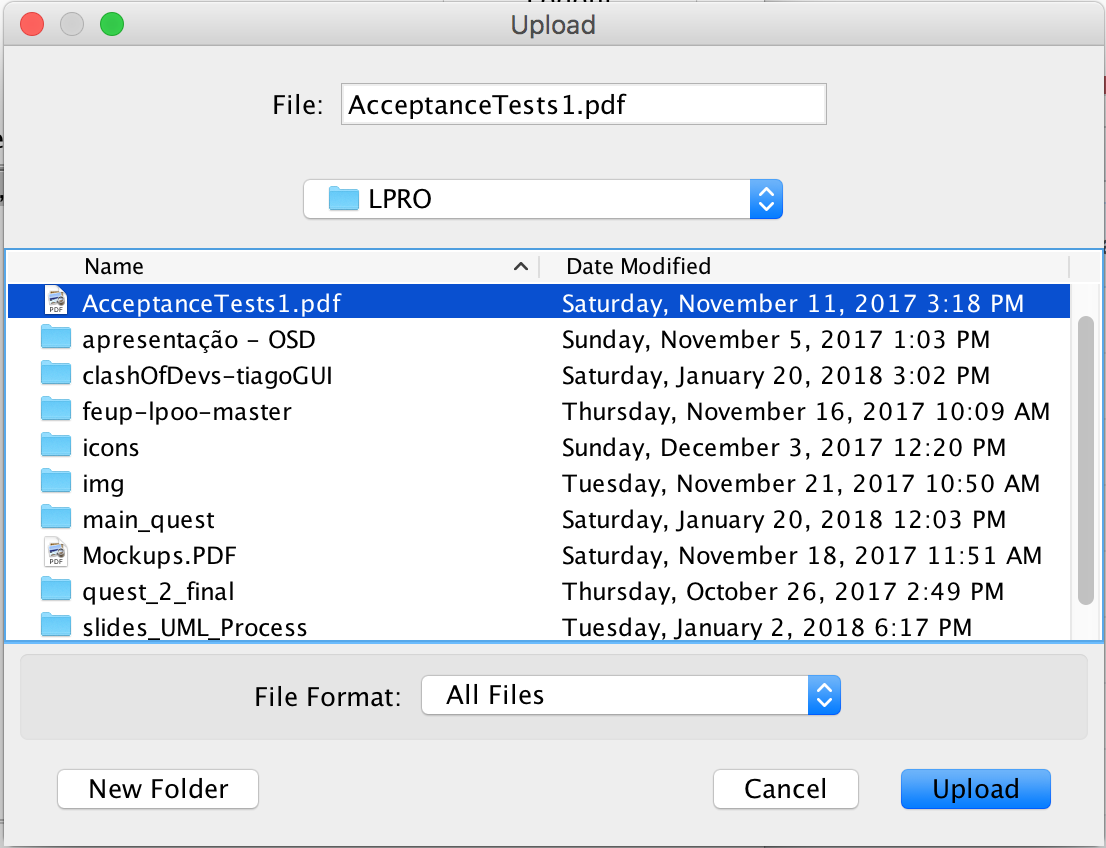 Upload
File: AcceptanceTests1.pdf
LPRO
Name Date Modified
AcceptanceTests1.pdf Saturday, November 11, 2017 3:18 PM
apresentação – OSD Sunday, November 5, 2017 1:03 PM
clashOfDevs-tiagoGUI Saturday, January 20, 2018 3:02 PM
feup-lpoo-master Thursday, November 16, 2017 10:09 AM
icons Sunday, December 3, 2017 12:20 PM
img Tuesday, November 21, 2017 10:50 AM
main_quest Saturday, January 20, 2018 12:03 PM
Mockups.PDF Saturday, November 18, 2017 11:51 AM
quest_2_final Thursday, October 26, 2017 2:49 PM
slides_UML_Process Tuesday, January 2, 2018 6:17 PM
File Format: All Files
New Folder Cancel Upload